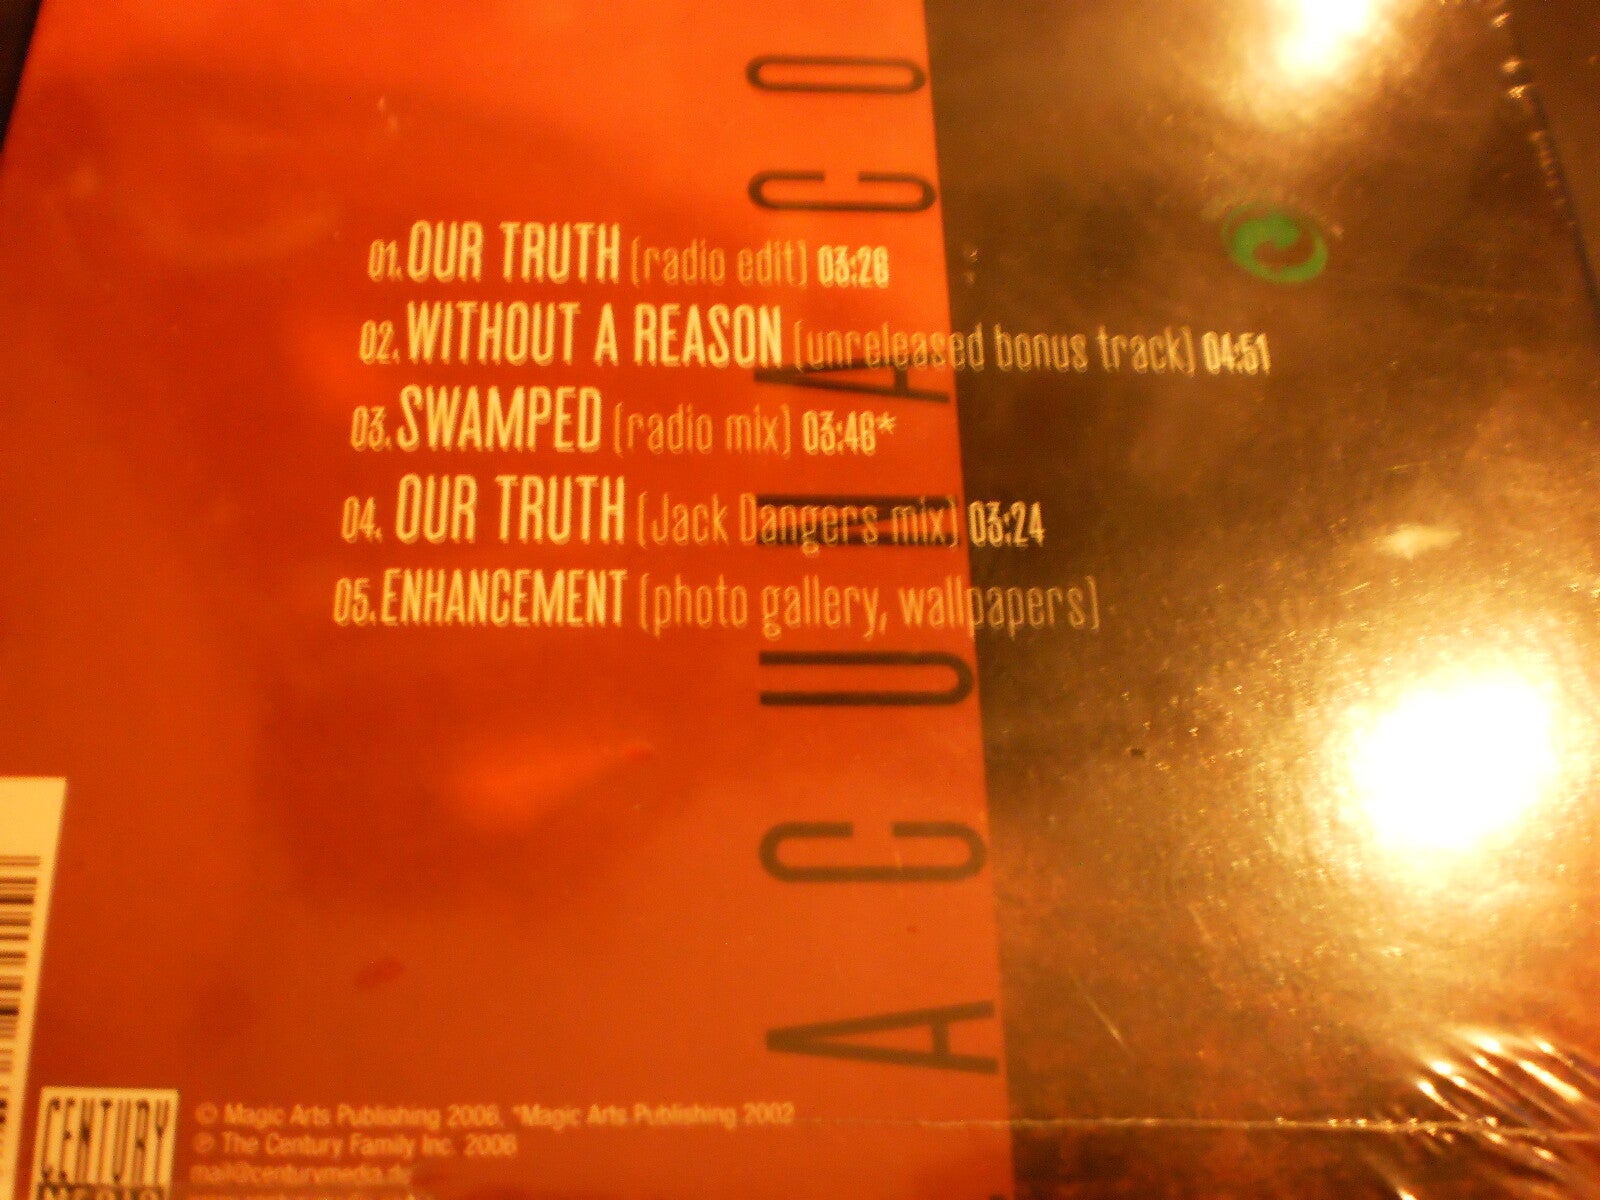 01. OUR TRUTH (radio edit) 03:26
02. WITHOUT A REASON (unreleased bonus track) 04:51
03. SWAMPED (radio mix) 03:46*
04. OUR TRUTH (Jack Dangers mix) 03:24
05. ENHANCEMENT (photo gallery, wallpapers)
LACUNA CO
CENTURY
MEDIA
© Magic Arts Publishing 2006, *Magic Arts Publishing 2002
℗ The Century Family Inc. 2006
mail@centurymedia.de